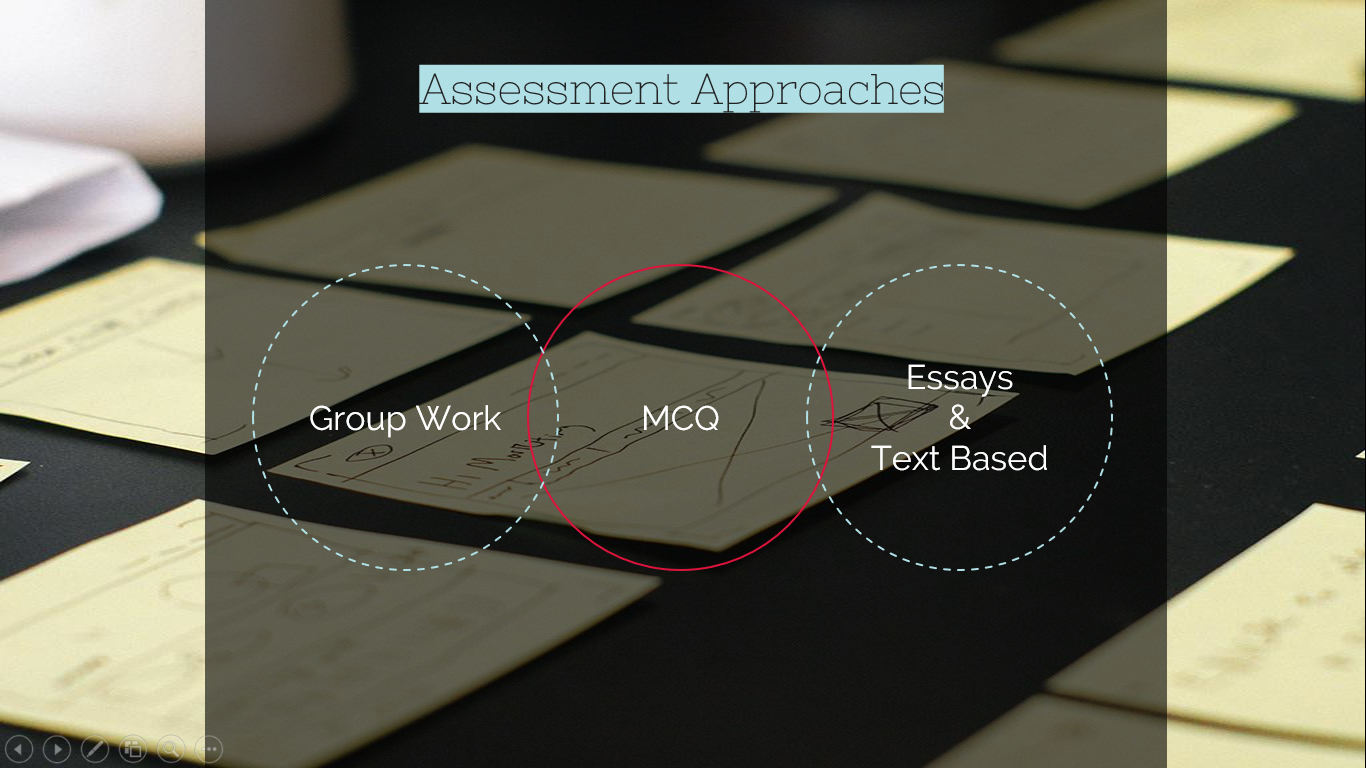 Assessment Approaches
Group Work
MCQ
Essays
&
Text Based